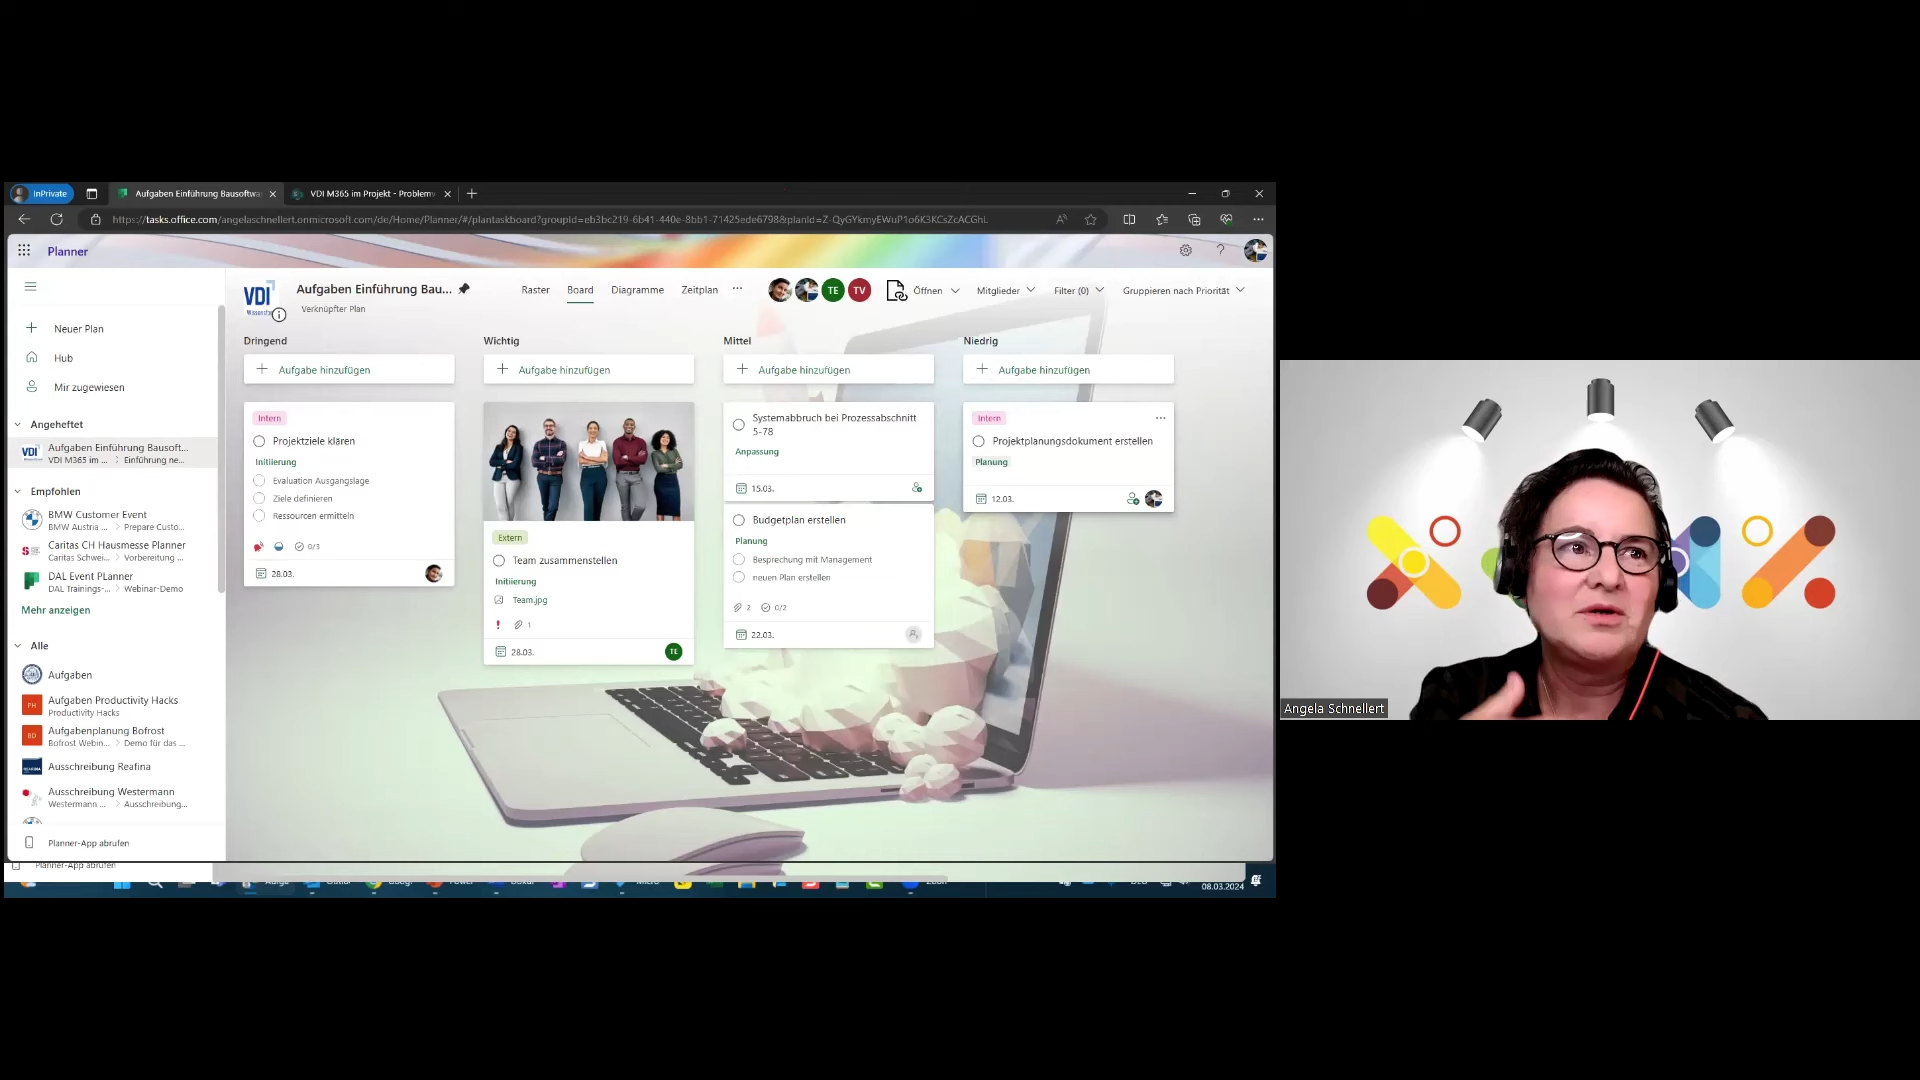 InPrivate
Aufgaben Einführung Bausoftwa
VDI M365 im Projekt - Problemv
https://tasks.office.com/angelaschnellert.onmicrosoft.com/de/Home/Planner/#/plantaskboard?groupId=eb3bc219-6b41-440e-8bb1-71425ede6798&planId=Z-QyGYkmyEWuP1o6K3KCsZcACGhL
Planner
Neuer Plan
Hub
Mir zugewiesen
Angeheftet
VDI
Aufgaben Einführung Bausoft...
VDI M365 im ... > Einführung ne...
Empfohlen
BMW Customer Event
BMW Austria ... > Prepare Custo...
Caritas CH Hausmesse Planner
Caritas Schwei... > Vorbereitung ...
DAL Event PLanner
DAL Trainings-... > Webinar-Demo
Mehr anzeigen
Alle
Aufgaben
PH
Aufgaben Productivity Hacks
Productivity Hacks
BD
Aufgabenplanung Bofrost
Bofrost Webin... > Demo für das ...
Ausschreibung Reafina
Ausschreibung Westermann
Westermann ... > Ausschreibung...
Planner-App abrufen
Planner-App abrufen
VDI
Aufgaben Einführung Bau...
Verknüpfter Plan
Raster
Board
Diagramme
Zeitplan
...
TE
TV
Öffnen
Mitglieder
Filter (0)
Gruppieren nach Priorität
Dringend
Aufgabe hinzufügen
Intern
Projektziele klären
Initiierung
Evaluation Ausgangslage
Ziele definieren
Ressourcen ermitteln
0/3
28.03.
Wichtig
Aufgabe hinzufügen
Extern
Team zusammenstellen
Initiierung
Team.jpg
1
28.03.
TE
Mittel
Aufgabe hinzufügen
Systemabbruch bei Prozessabschnitt
5-78
Anpassung
15.03.
Budgetplan erstellen
Planung
Besprechung mit Management
neuen Plan erstellen
2
0/2
22.03.
Niedrig
Aufgabe hinzufügen
Intern
Projektplanungsdokument erstellen
Planung
12.03.
08.03.2024
Angela Schnellert